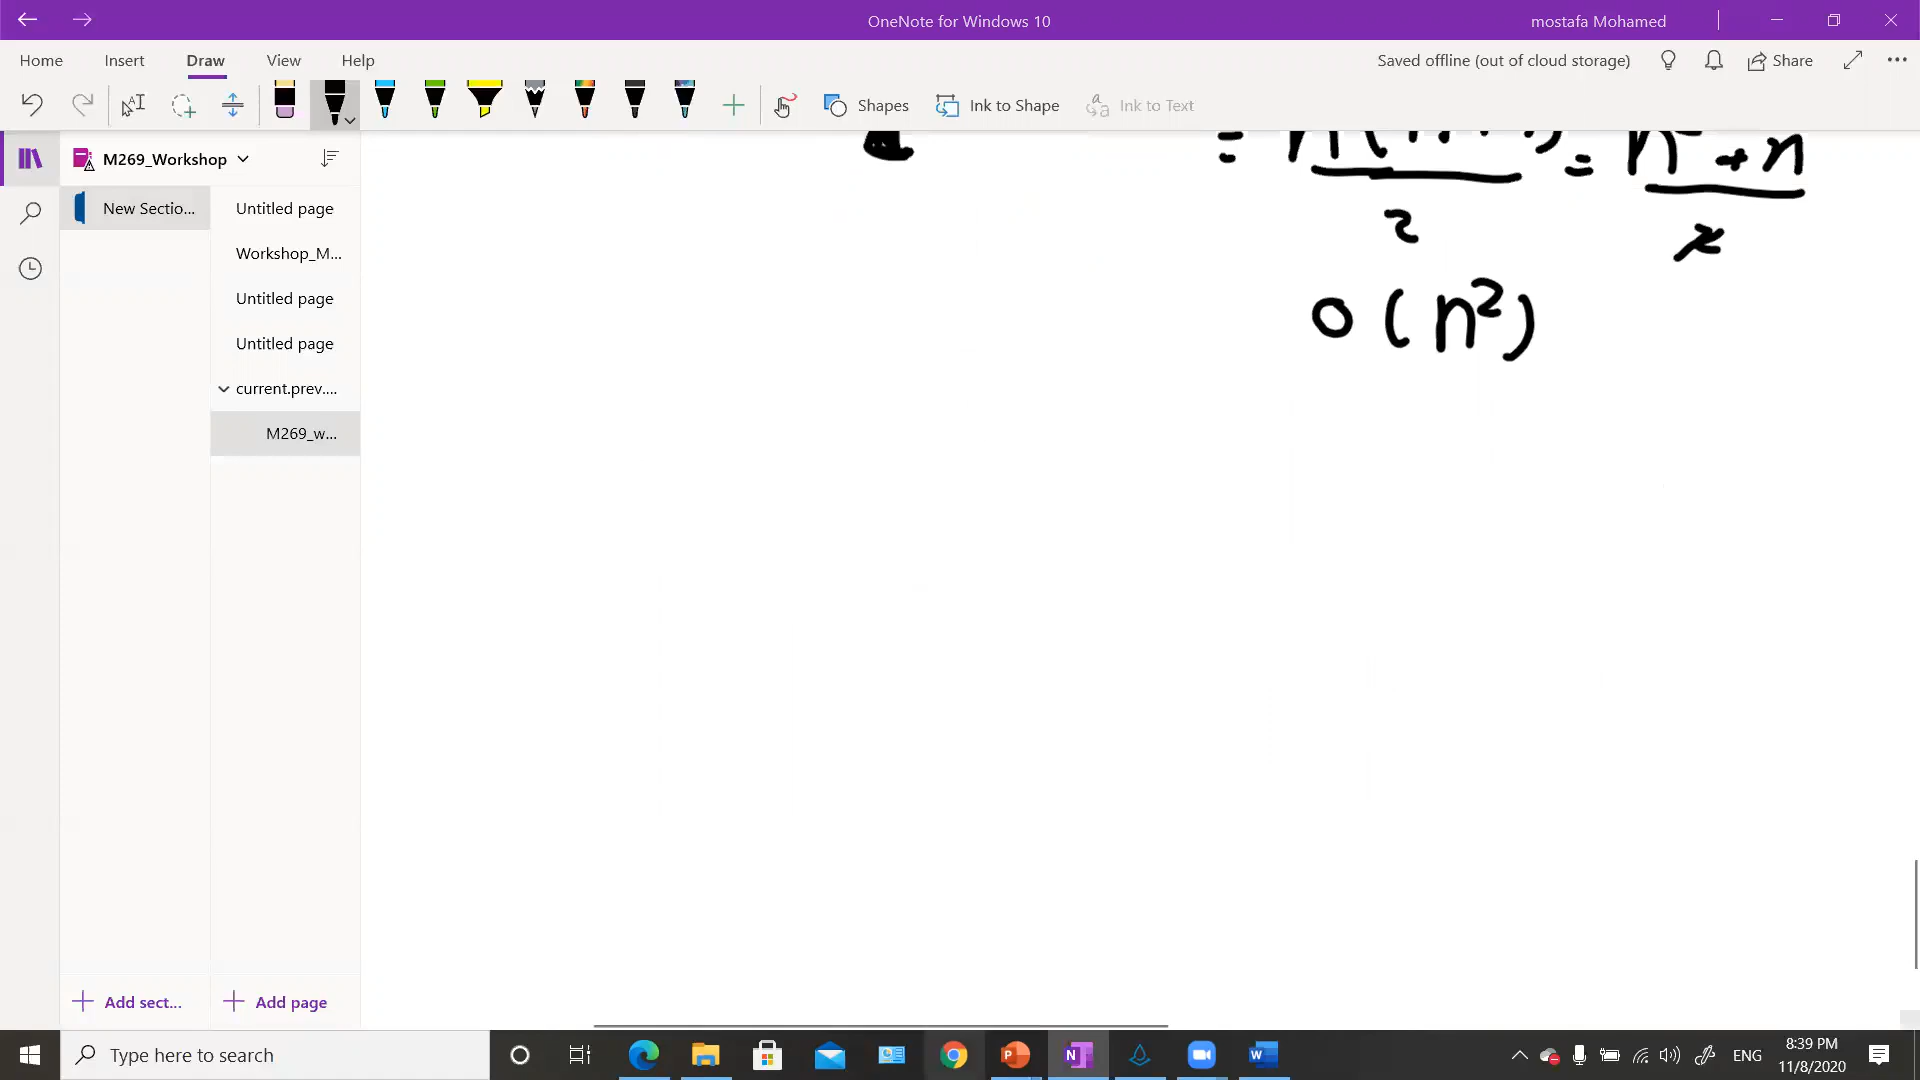 OneNote for Windows 10
mostafa Mohamed
Home Insert Draw View Help
Saved offline (out of cloud storage)
Share
Shapes
Ink to Shape
Ink to Text
M269_Workshop
New Sectio...
Untitled page
Workshop_M...
Untitled page
Untitled page
current.prev....
M269_w...
=
2
= n² + n
2
O (n²)
Add sect...
Add page
Type here to search
ENG
8:39 PM
11/8/2020